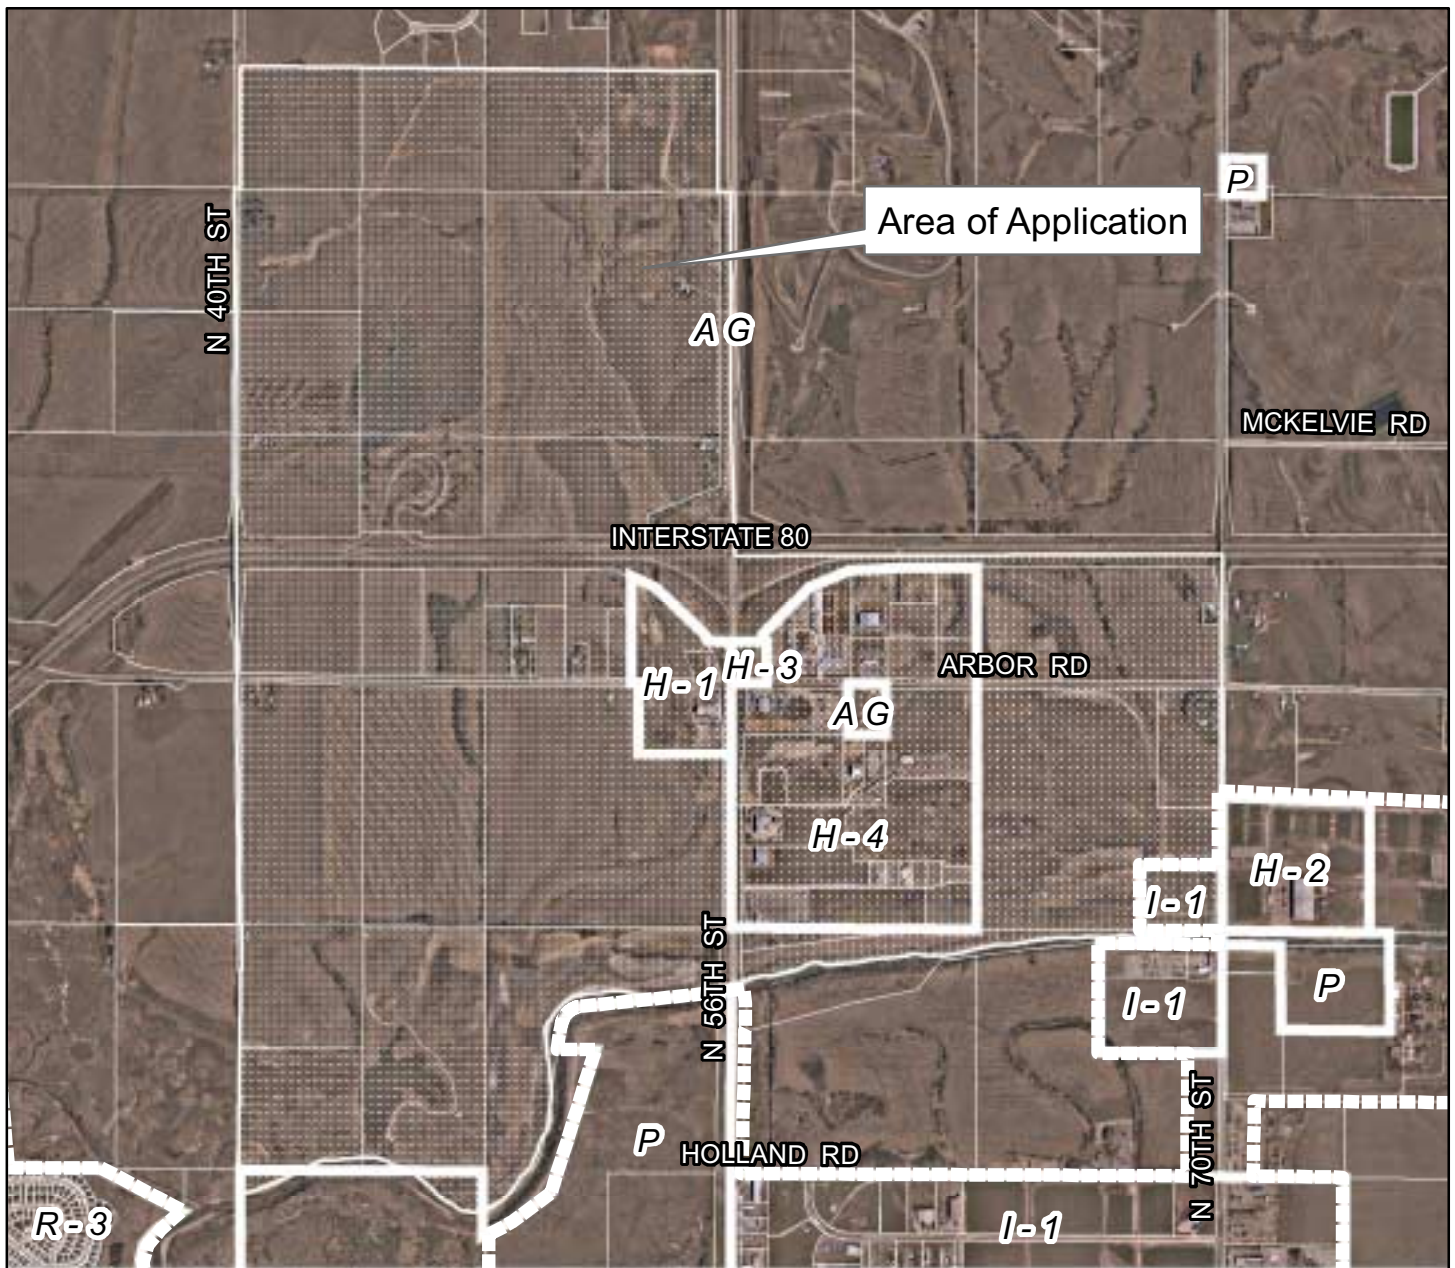 P
Area of Application
N 40TH ST
A G
MCKELVIE RD
INTERSTATE 80
H - 3
ARBOR RD
H - 1
A G
H - 4
H - 2
I - 1
N 56TH ST
P
I - 1
P
HOLLAND RD
N 70TH ST
R - 3
I - 1